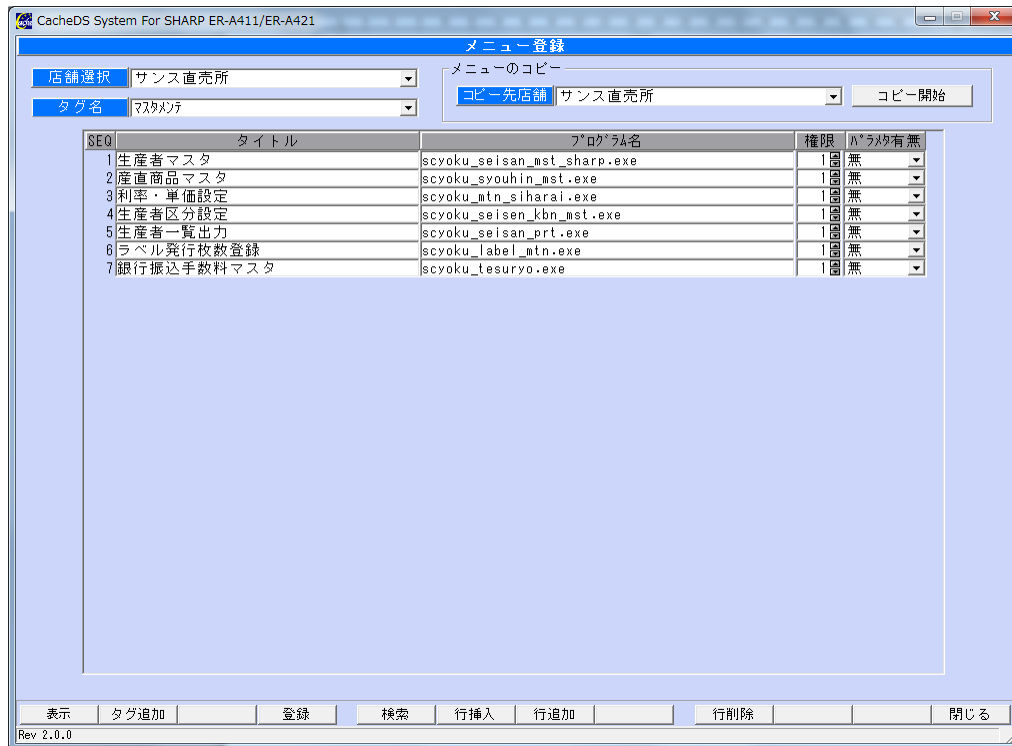 CacheDS System For SHARP ER-A411/ER-A421
メニュー登録
店舗選択 サンス直売所
タグ名 ﾏｽﾀﾒﾝﾃ
メニューのコピー
コピー先店舗 サンス直売所 コピー開始
SEQ タイトル ﾌﾟﾛｸﾞﾗﾑ名 権限 ﾊﾟﾗﾒﾀ有無
1 生産者マスタ scyoku_seisan_mst_sharp.exe 1 無
2 産直商品マスタ scyoku_syouhin_mst.exe 1 無
3 利率・単価設定 scyoku_mtn_siharai.exe 1 無
4 生産者区分設定 scyoku_seisen_kbn_mst.exe 1 無
5 生産者一覧出力 scyoku_seisan_prt.exe 1 無
6 ラベル発行枚数登録 scyoku_label_mtn.exe 1 無
7 銀行振込手数料マスタ scyoku_tesuryo.exe 1 無
表示 タグ追加 登録 検索 行挿入 行追加 行削除 閉じる
Rev 2.0.0